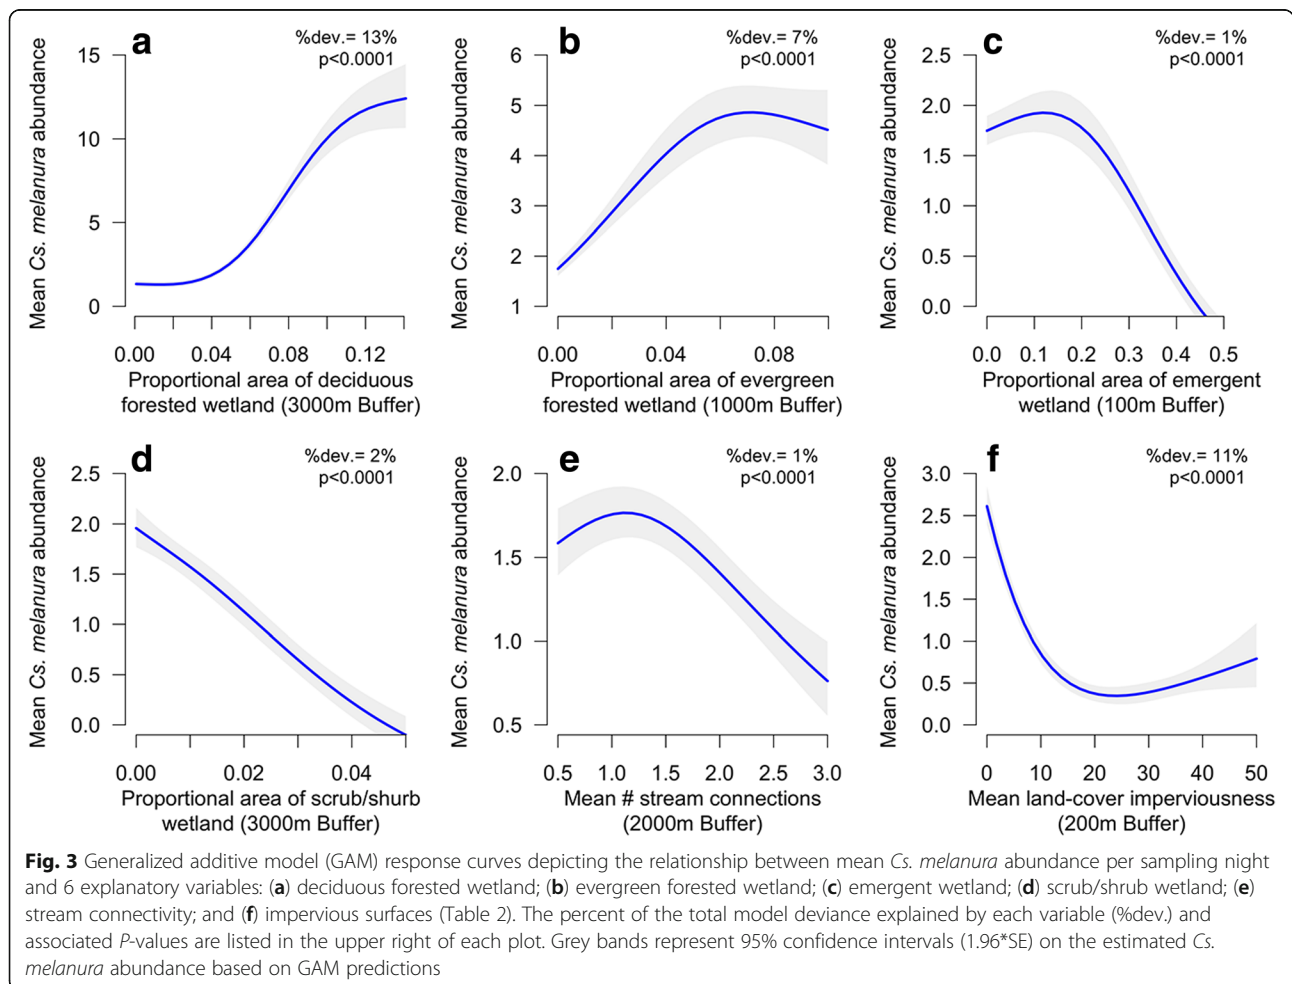 a
%dev.= 13%
p<0.0001
Mean Cs. melanura abundance
15
10
5
0
0.00 0.04 0.08 0.12
Proportional area of deciduous
forested wetland (3000m Buffer)
b
%dev.= 7%
p<0.0001
Mean Cs. melanura abundance
6
5
4
3
2
1
0.00 0.04 0.08
Proportional area of evergreen
forested wetland (1000m Buffer)
c
%dev.= 1%
p<0.0001
Mean Cs. melanura abundance
2.5
2.0
1.5
1.0
0.5
0.0
0.0 0.1 0.2 0.3 0.4 0.5
Proportional area of emergent
wetland (100m Buffer)
d
%dev.= 2%
p<0.0001
Mean Cs. melanura abundance
2.5
2.0
1.5
1.0
0.5
0.0
0.00 0.02 0.04
Proportional area of scrub/shurb
wetland (3000m Buffer)
e
%dev.= 1%
p<0.0001
Mean Cs. melanura abundance
2.0
1.5
1.0
0.5
0.5 1.0 1.5 2.0 2.5 3.0
Mean # stream connections
(2000m Buffer)
f
%dev.= 11%
p<0.0001
Mean Cs. melanura abundance
3.0
2.5
2.0
1.5
1.0
0.5
0.0
0 10 20 30 40 50
Mean land-cover imperviousness
(200m Buffer)
Fig. 3 Generalized additive model (GAM) response curves depicting the relationship between mean Cs. melanura abundance per sampling night
and 6 explanatory variables: (a) deciduous forested wetland; (b) evergreen forested wetland; (c) emergent wetland; (d) scrub/shrub wetland; (e)
stream connectivity; and (f) impervious surfaces (Table 2). The percent of the total model deviance explained by each variable (%dev.) and
associated P-values are listed in the upper right of each plot. Grey bands represent 95% confidence intervals (1.96*SE) on the estimated Cs.
melanura abundance based on GAM predictions